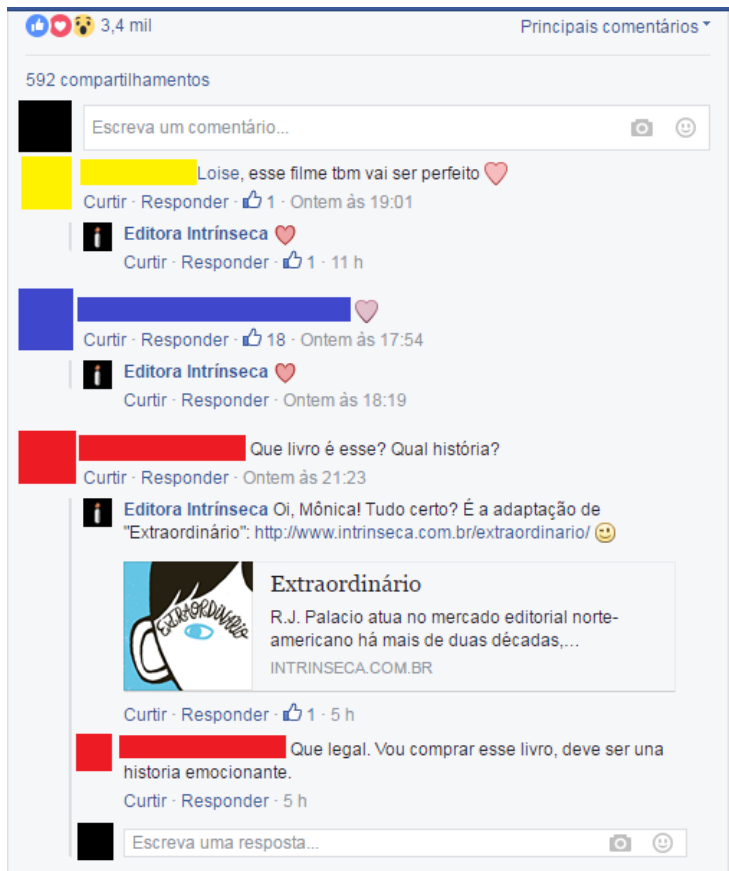 3,4 mil
Principais comentários
592 compartilhamentos
Escreva um comentário...
Loise, esse filme tbm vai ser perfeito
Curtir · Responder · 1 · Ontem às 19:01
Editora Intrínseca
Curtir · Responder · 1 · 11 h
Curtir · Responder · 18 · Ontem às 17:54
Editora Intrínseca
Curtir · Responder · Ontem às 18:19
Que livro é esse? Qual história?
Curtir · Responder · Ontem às 21:23
Editora Intrínseca Oi, Mônica! Tudo certo? É a adaptação de
"Extraordinário": http://www.intrinseca.com.br/extraordinario/
EXTRAORDINÁRIO
Extraordinário
R.J. Palacio atua no mercado editorial norte-
americano há mais de duas décadas,...
INTRINSECA.COM.BR
Curtir · Responder · 1 · 5 h
Que legal. Vou comprar esse livro, deve ser una
historia emocionante.
Curtir · Responder · 5 h
Escreva uma resposta...